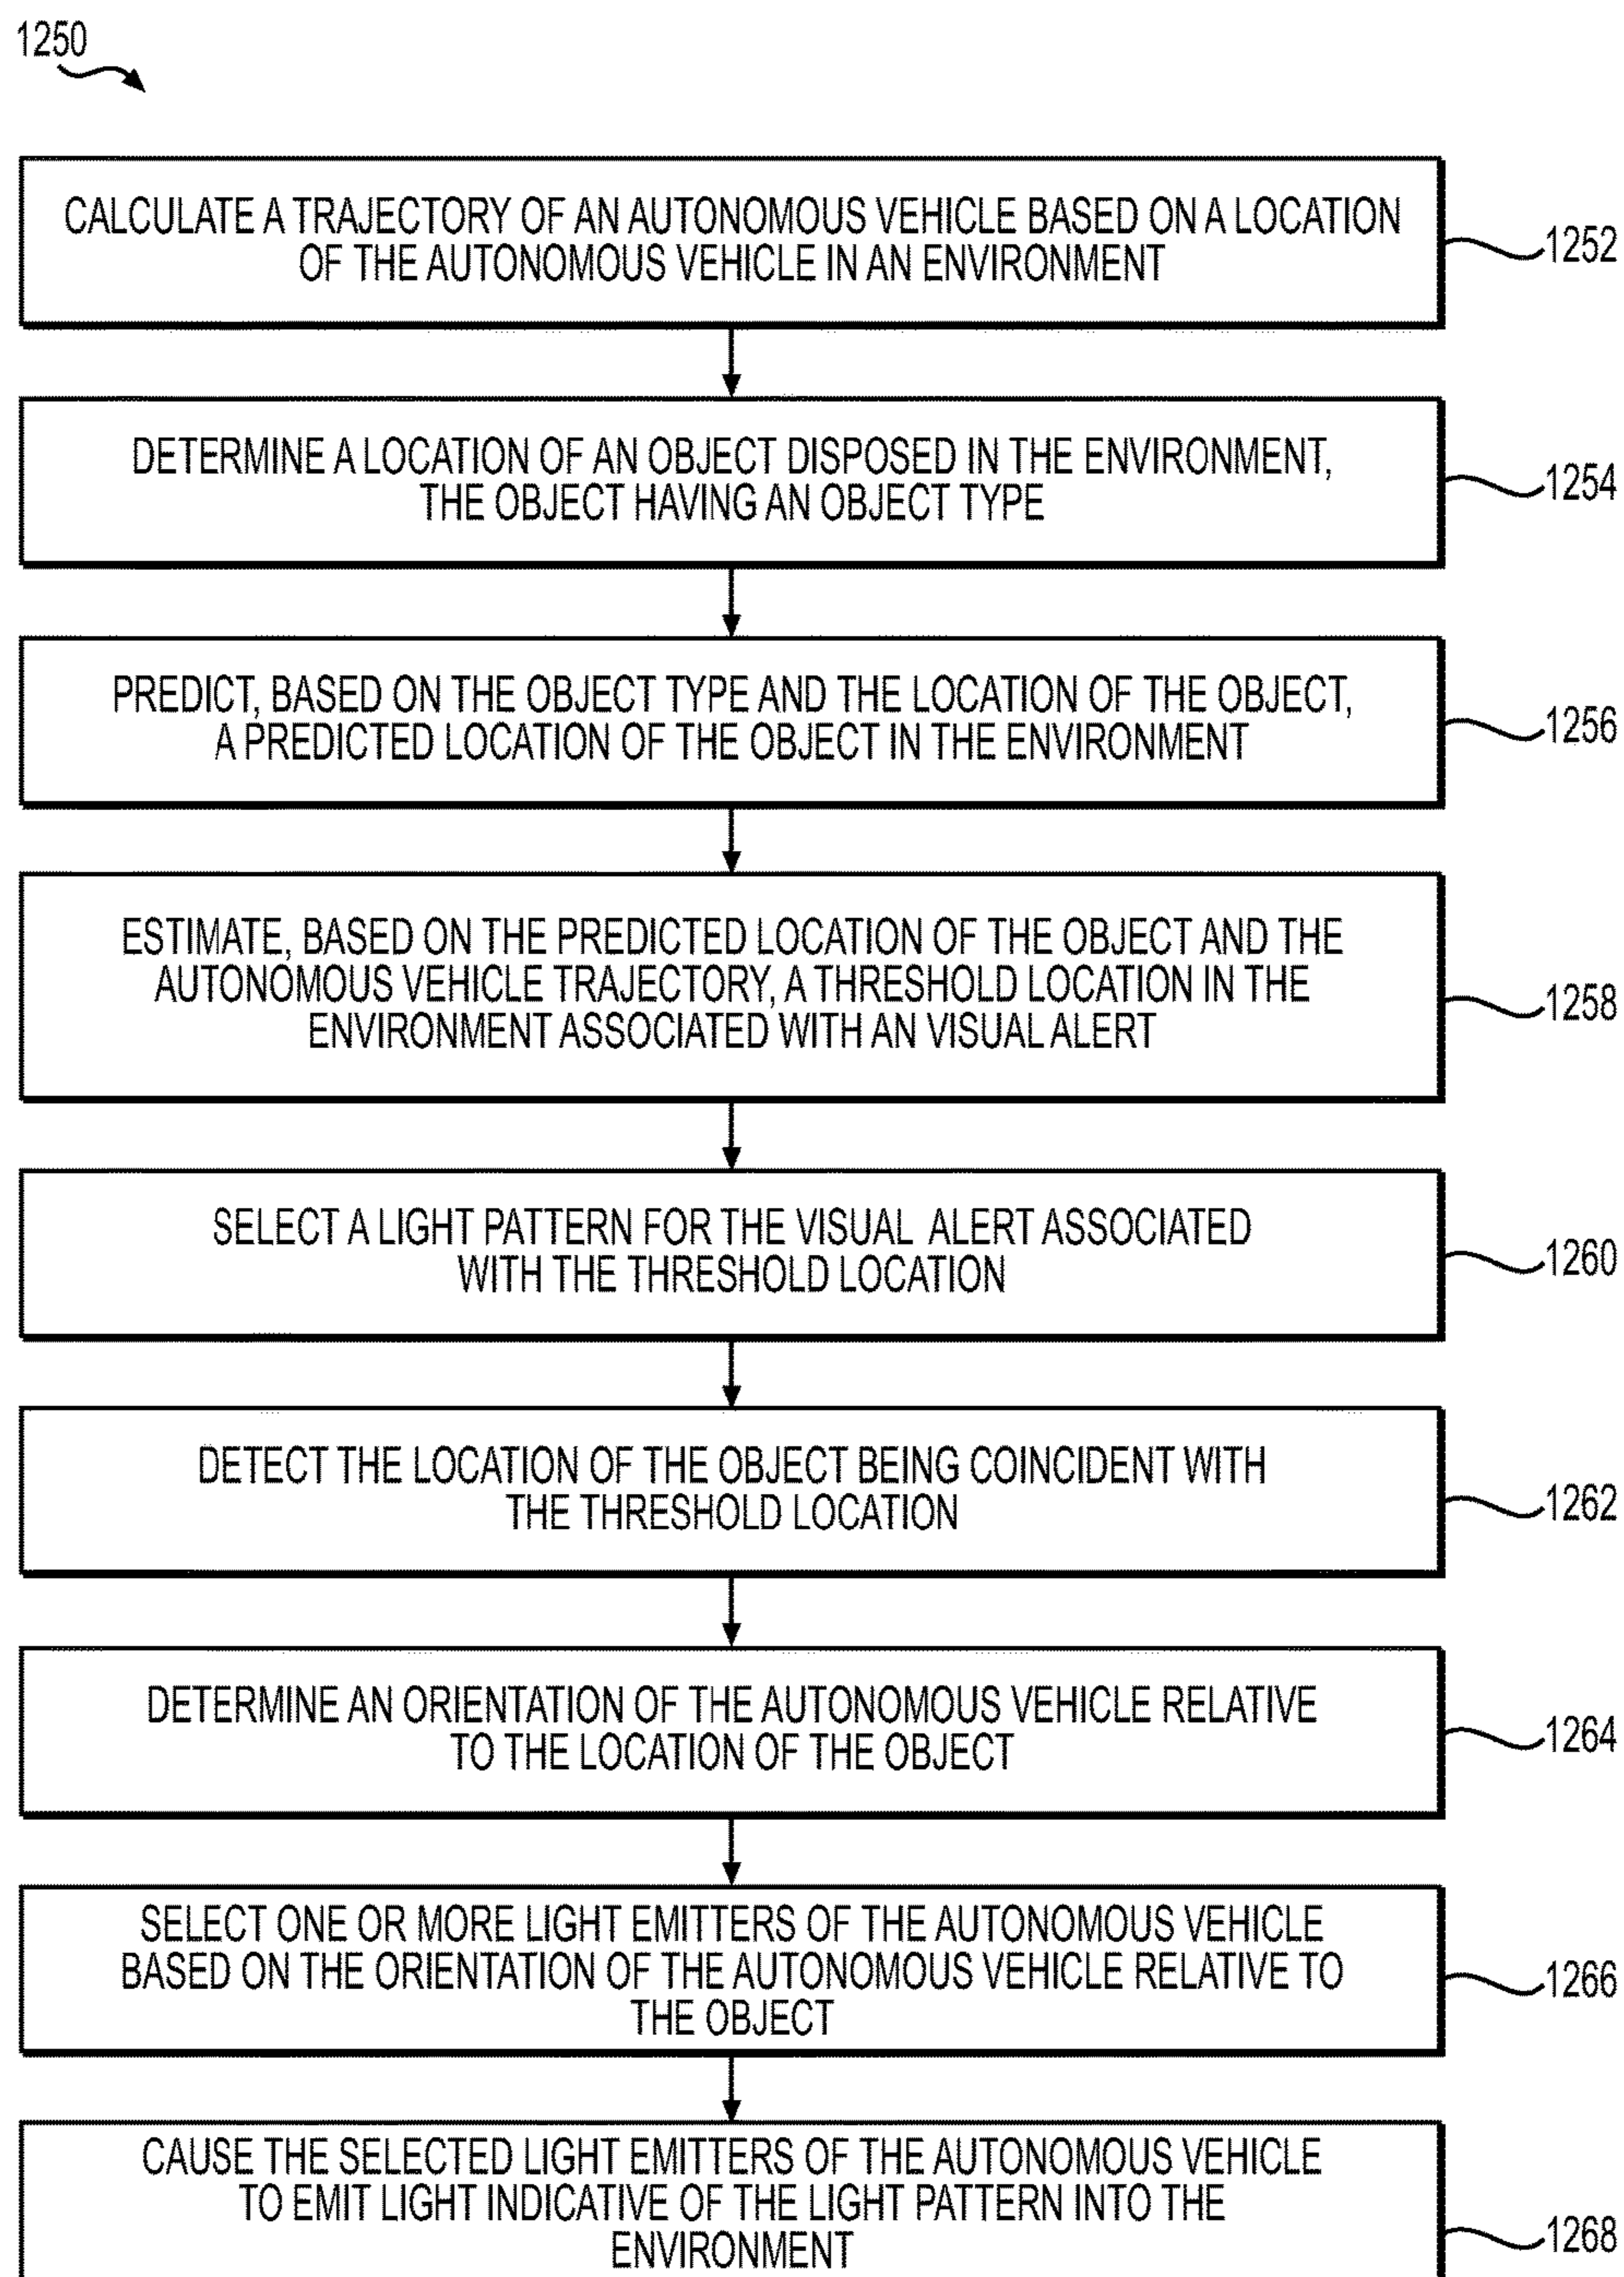 1250
CALCULATE A TRAJECTORY OF AN AUTONOMOUS VEHICLE BASED ON A LOCATION
OF THE AUTONOMOUS VEHICLE IN AN ENVIRONMENT
1252
DETERMINE A LOCATION OF AN OBJECT DISPOSED IN THE ENVIRONMENT,
THE OBJECT HAVING AN OBJECT TYPE
1254
PREDICT, BASED ON THE OBJECT TYPE AND THE LOCATION OF THE OBJECT,
A PREDICTED LOCATION OF THE OBJECT IN THE ENVIRONMENT
1256
ESTIMATE, BASED ON THE PREDICTED LOCATION OF THE OBJECT AND THE
AUTONOMOUS VEHICLE TRAJECTORY, A THRESHOLD LOCATION IN THE
ENVIRONMENT ASSOCIATED WITH AN VISUAL ALERT
1258
SELECT A LIGHT PATTERN FOR THE VISUAL ALERT ASSOCIATED
WITH THE THRESHOLD LOCATION
1260
DETECT THE LOCATION OF THE OBJECT BEING COINCIDENT WITH
THE THRESHOLD LOCATION
1262
DETERMINE AN ORIENTATION OF THE AUTONOMOUS VEHICLE RELATIVE
TO THE LOCATION OF THE OBJECT
1264
SELECT ONE OR MORE LIGHT EMITTERS OF THE AUTONOMOUS VEHICLE
BASED ON THE ORIENTATION OF THE AUTONOMOUS VEHICLE RELATIVE TO
THE OBJECT
1266
CAUSE THE SELECTED LIGHT EMITTERS OF THE AUTONOMOUS VEHICLE
TO EMIT LIGHT INDICATIVE OF THE LIGHT PATTERN INTO THE
ENVIRONMENT
1268